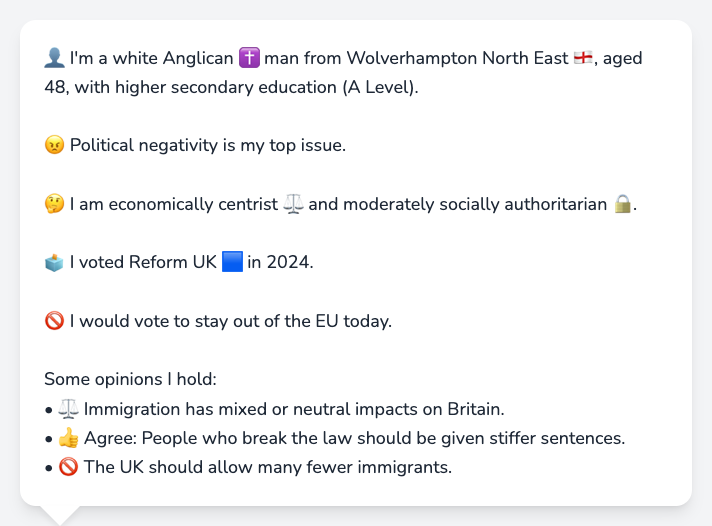 👤 I'm a white Anglican ✝️ man from Wolverhampton North East 🏴󠁧󠁢󠁥󠁮󠁧󠁿, aged
48, with higher secondary education (A Level).
😠 Political negativity is my top issue.
🤔 I am economically centrist ⚖️ and moderately socially authoritarian 🔒.
🗳️ I voted Reform UK 🟦 in 2024.
🚫 I would vote to stay out of the EU today.
Some opinions I hold:
• ⚖️ Immigration has mixed or neutral impacts on Britain.
• 👍 Agree: People who break the law should be given stiffer sentences.
• 🚫 The UK should allow many fewer immigrants.